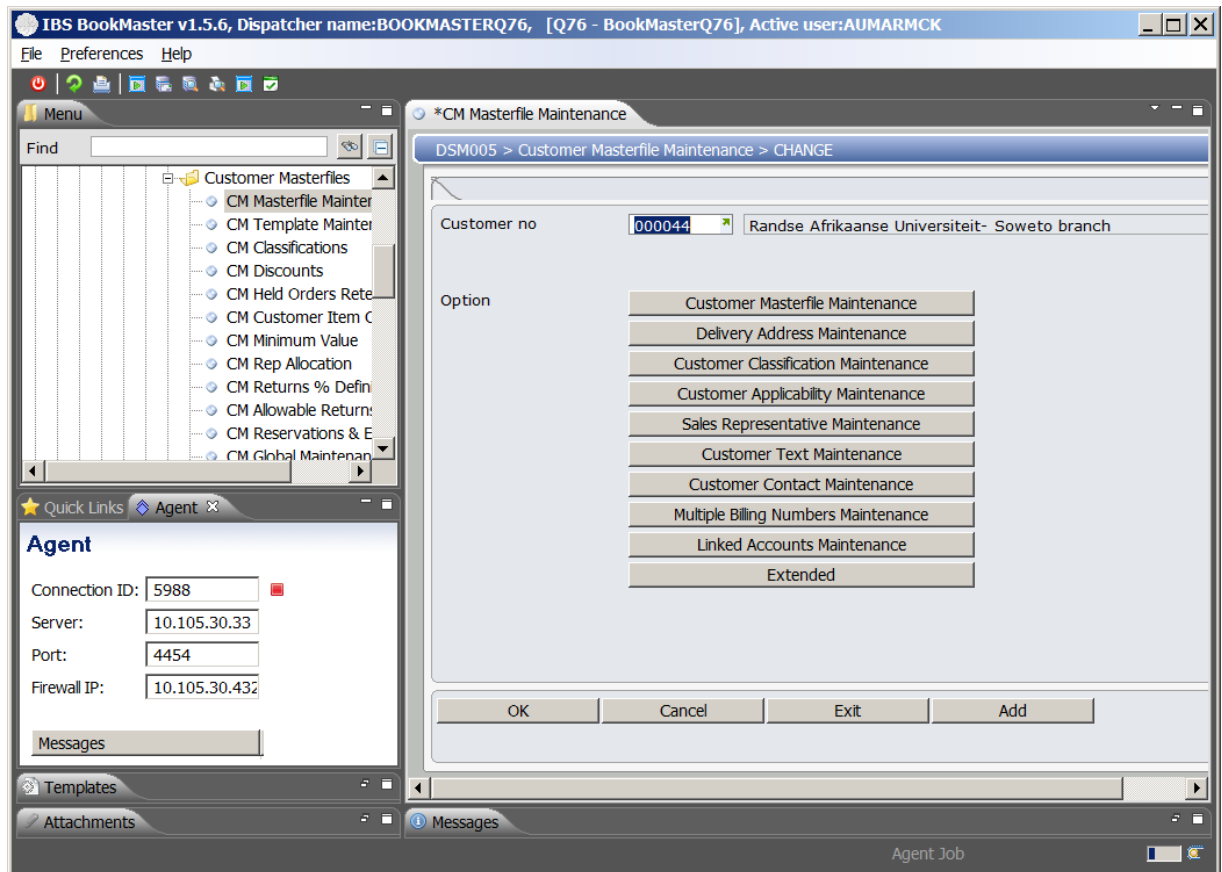 IBS BookMaster v1.5.6, Dispatcher name:BOOKMASTERQ76, [Q76 - BookMasterQ76], Active user:AUMARMCK
File Preferences Help
Menu
Find
Customer Masterfiles
CM Masterfile Mainter
CM Template Mainter
CM Classifications
CM Discounts
CM Held Orders Rete
CM Customer Item C
CM Minimum Value
CM Rep Allocation
CM Returns % Defini
CM Allowable Returns
CM Reservations & E
CM Global Maintenan
Quick Links Agent
Agent
Connection ID: 5988
Server: 10.105.30.33
Port: 4454
Firewall IP: 10.105.30.432
Messages
Templates
Attachments
*CM Masterfile Maintenance
DSM005 > Customer Masterfile Maintenance > CHANGE
Customer no 000044 Randse Afrikaanse Universiteit- Soweto branch
Option
Customer Masterfile Maintenance
Delivery Address Maintenance
Customer Classification Maintenance
Customer Applicability Maintenance
Sales Representative Maintenance
Customer Text Maintenance
Customer Contact Maintenance
Multiple Billing Numbers Maintenance
Linked Accounts Maintenance
Extended
OK Cancel Exit Add
Messages
Agent Job